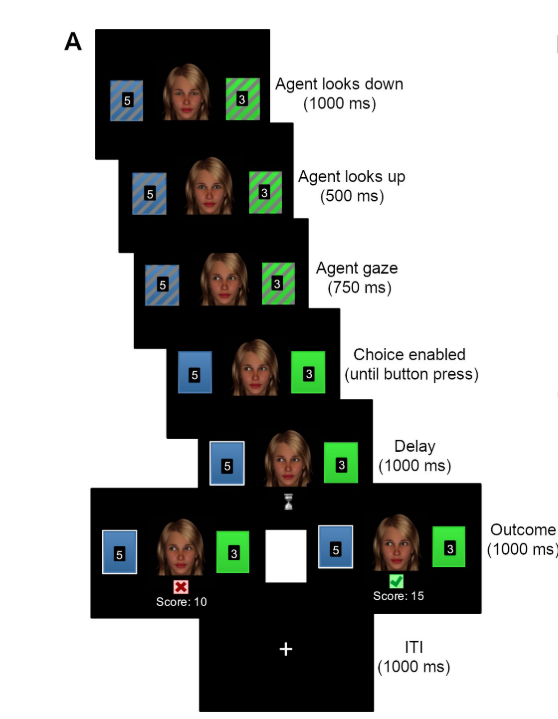 A
5
3
Agent looks down
(1000 ms)
5
3
Agent looks up
(500 ms)
5
3
Agent gaze
(750 ms)
5
3
Choice enabled
(until button press)
5
3
Delay
(1000 ms)
5
3
5
3
Outcome
(1000 ms)
Score: 10
Score: 15
+
ITI
(1000 ms)